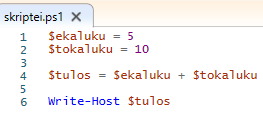 skriptei.ps1 X
1 $ekaluku = 5
2 $tokaluku = 10
3
4 $tulos = $ekaluku + $tokaluku
5
6 Write-Host $tulos